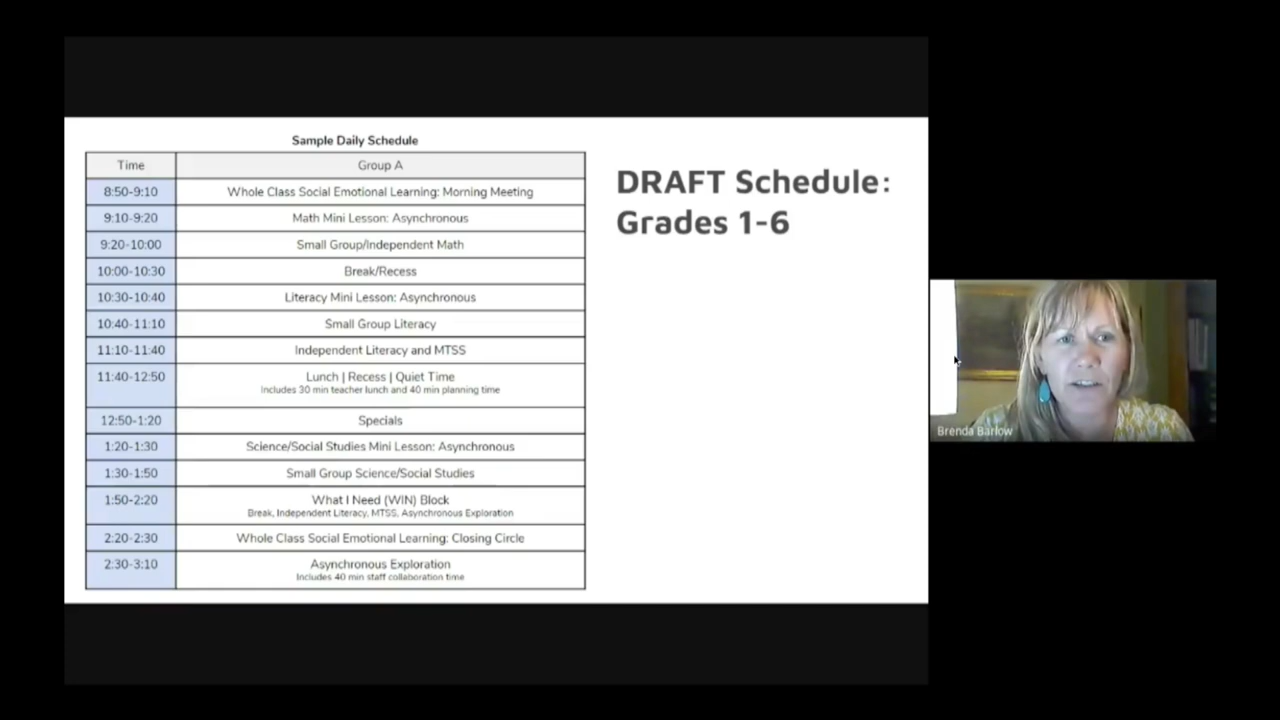 Sample Daily Schedule
Time Group A
8:50-9:10 Whole Class Social Emotional Learning: Morning Meeting
9:10-9:20 Math Mini Lesson: Asynchronous
9:20-10:00 Small Group/Independent Math
10:00-10:30 Break/Recess
10:30-10:40 Literacy Mini Lesson: Asynchronous
10:40-11:10 Small Group Literacy
11:10-11:40 Independent Literacy and MTSS
11:40-12:50 Lunch | Recess | Quiet Time
Includes 30 min teacher lunch and 40 min planning time
12:50-1:20 Specials
1:20-1:30 Science/Social Studies Mini Lesson: Asynchronous
1:30-1:50 Small Group Science/Social Studies
1:50-2:20 What I Need (WIN) Block
Break, Independent Literacy, MTSS, Asynchronous Exploration
2:20-2:30 Whole Class Social Emotional Learning: Closing Circle
2:30-3:10 Asynchronous Exploration
Includes 40 min staff collaboration time
DRAFT Schedule:
Grades 1-6
Brenda Barlow